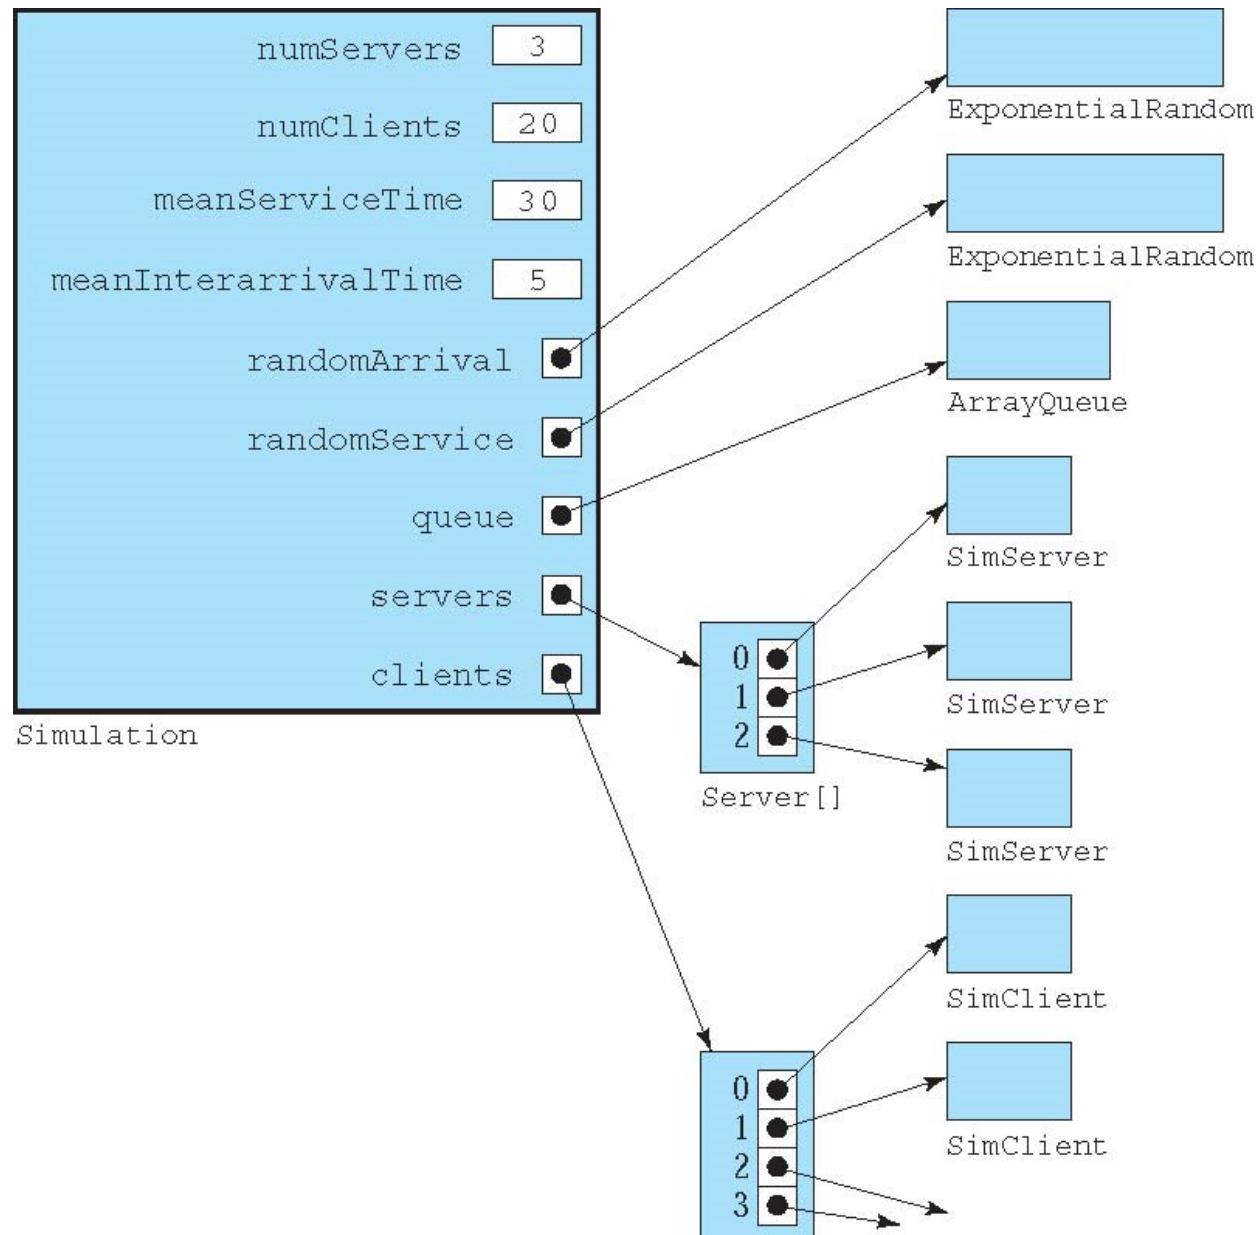 numServers 3
numClients 20
meanServiceTime 30
meanInterarrivalTime 5
randomArrival
randomService
queue
servers
clients
Simulation
ExponentialRandom
ExponentialRandom
ArrayQueue
SimServer
SimServer
SimServer
0
1
2
Server[]
SimClient
SimClient
0
1
2
3